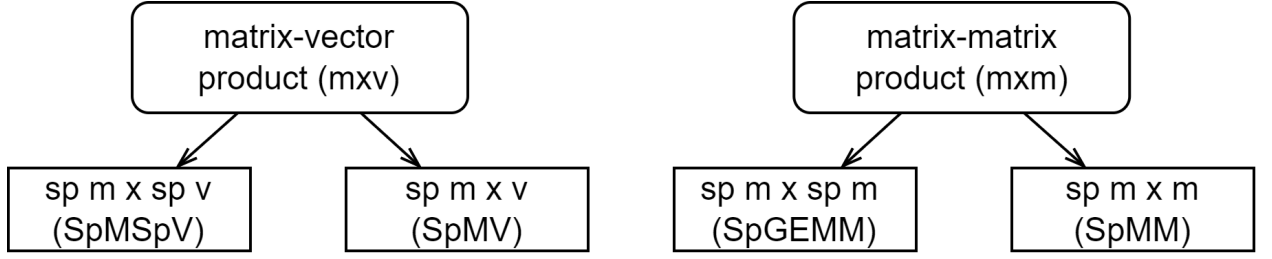 matrix-vector
product (mxv)
matrix-matrix
product (mxm)
sp m x sp v
(SpMSpV)
sp m x v
(SpMV)
sp m x sp m
(SpGEMM)
sp m x m
(SpMM)